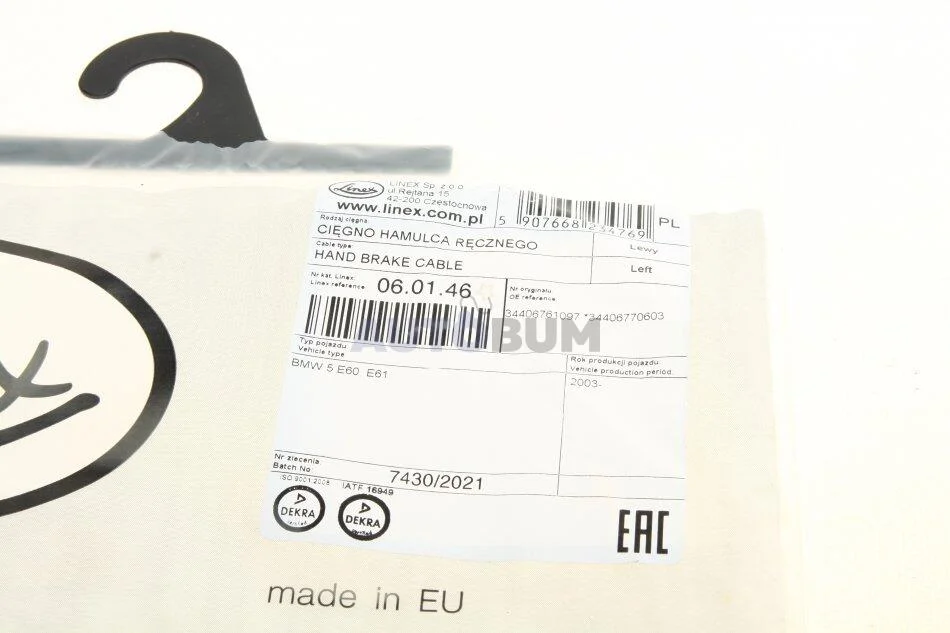 Linex
LINEX Sp. z o.o
ul.Rejtana 15
42-200 Częstochowa
www.linex.com.pl
5 907668 234769
PL
Rodzaj cięgna:
CIĘGNO HAMULCA RĘCZNEGO
Lewy
Cable type:
HAND BRAKE CABLE
Left
Nr kat. Linex:
Linex reference
06.01.46
Nr oryginału
OE reference
34406761097 *34406770603
AUTOBUM
Typ pojazdu
Vehicle type
BMW 5 E60 E61
Rok produkcji pojazdu:
Vehicle production period:
2003-
Nr zlecenia
Batch No:
7430/2021
ISO 9001:2008
IATF 16949
DEKRA
DEKRA
EAC
made in EU